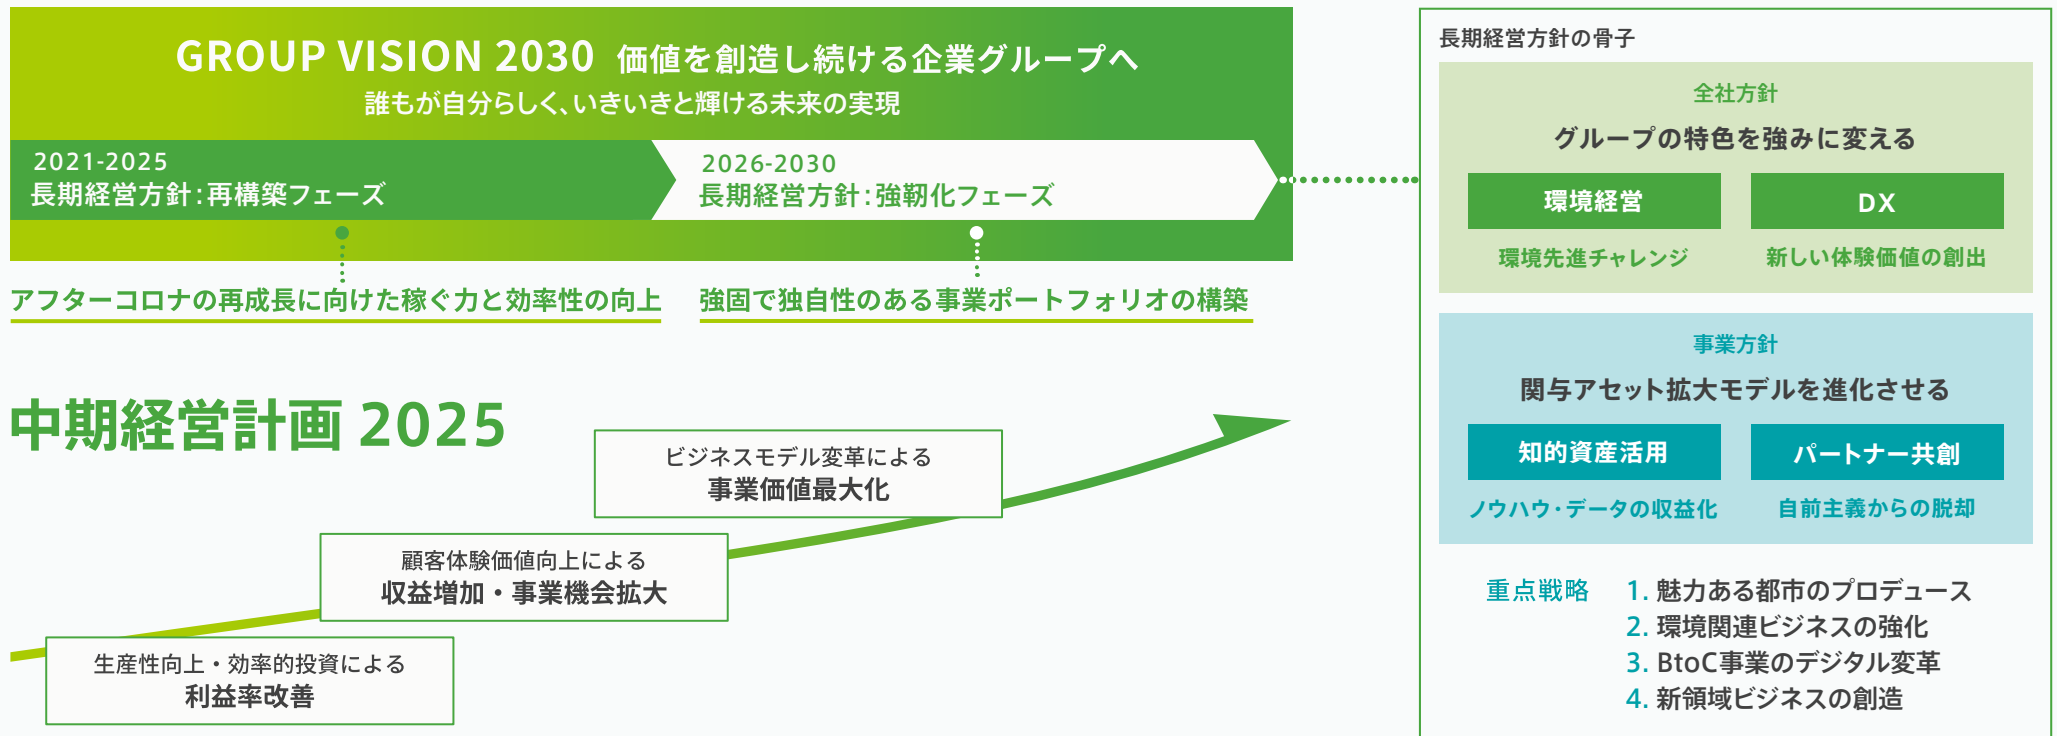 GROUP VISION 2030 価値を創造し続ける企業グループへ
誰もが自分らしく、いきいきと輝ける未来の実現
2021-2025
長期経営方針:再構築フェーズ
2026-2030
長期経営方針:強靭化フェーズ
アフターコロナの再成長に向けた稼ぐ力と効率性の向上
強固で独自性のある事業ポートフォリオの構築
中期経営計画 2025
ビジネスモデル変革による
事業価値最大化
顧客体験価値向上による
収益増加・事業機会拡大
生産性向上・効率的投資による
利益率改善
長期経営方針の骨子
全社方針
グループの特色を強みに変える
環境経営
環境先進チャレンジ
DX
新しい体験価値の創出
事業方針
関与アセット拡大モデルを進化させる
知的資産活用
ノウハウ・データの収益化
パートナー共創
自前主義からの脱却
重点戦略
1. 魅力ある都市のプロデュース
2. 環境関連ビジネスの強化
3. BtoC事業のデジタル変革
4. 新領域ビジネスの創造